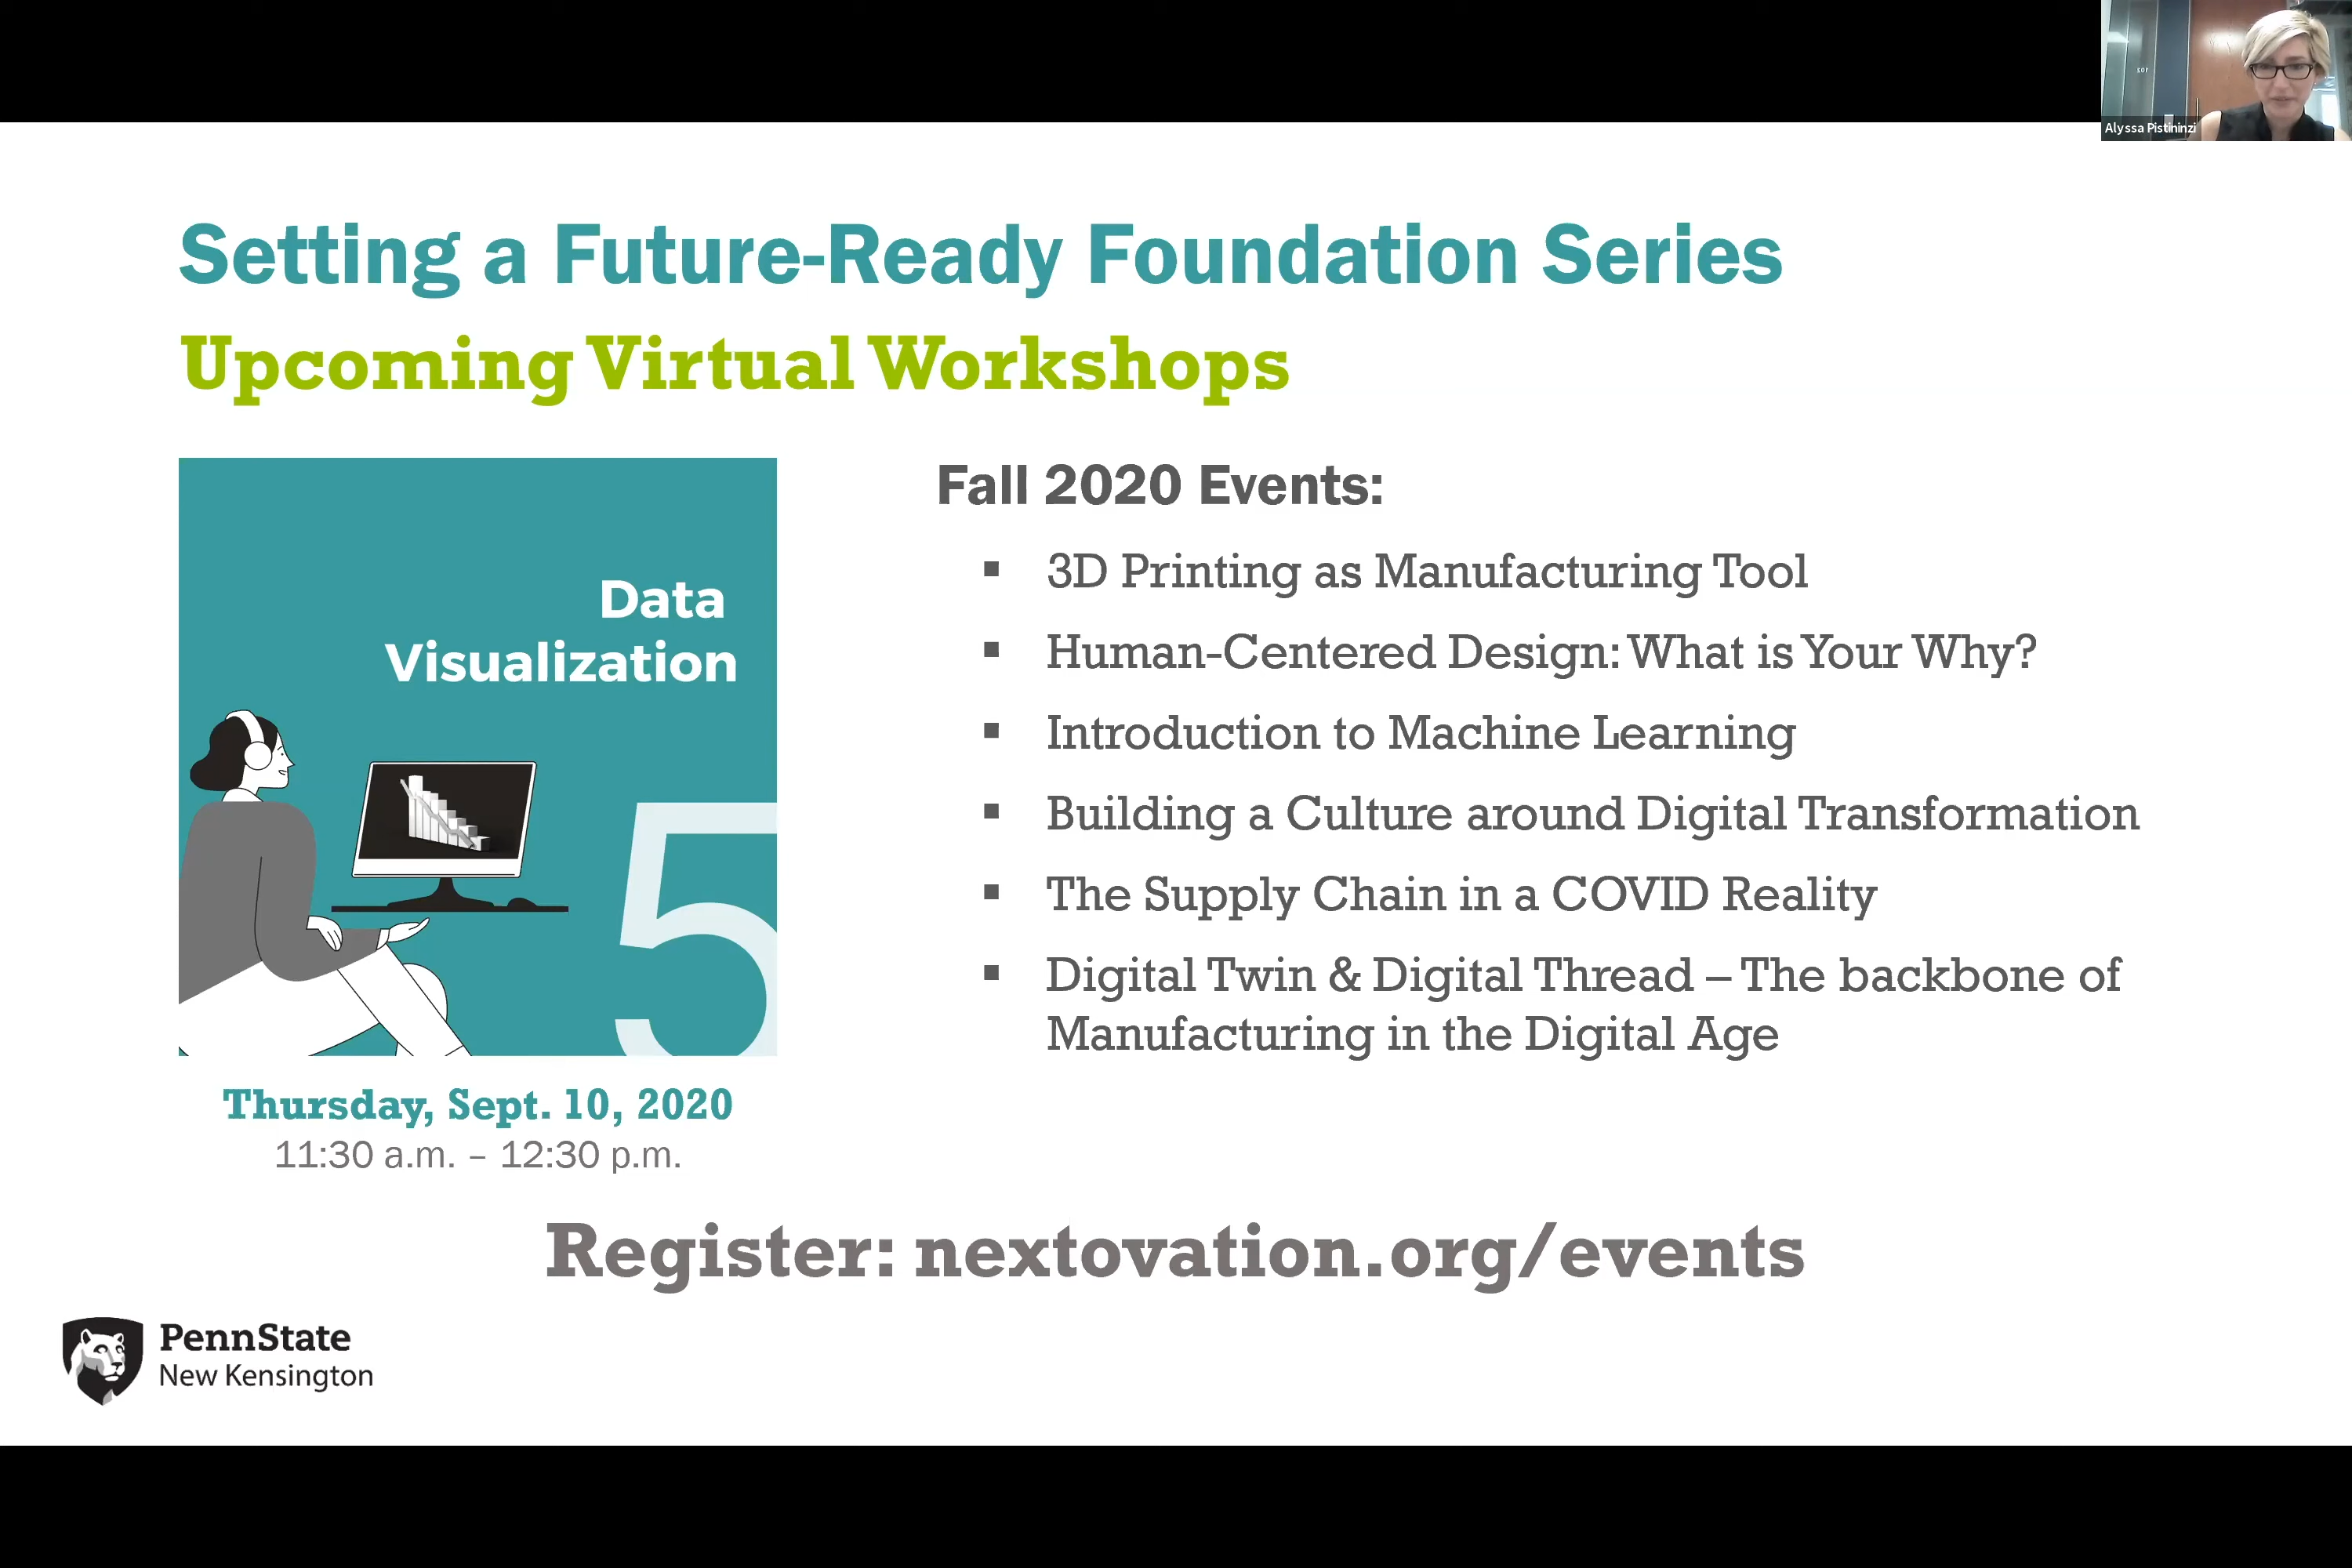 Alyssa Pistininzi
Setting a Future-Ready Foundation Series
Upcoming Virtual Workshops
Data
Visualization
5
Thursday, Sept. 10, 2020
11:30 a.m. – 12:30 p.m.
Fall 2020 Events:
▪ 3D Printing as Manufacturing Tool
▪ Human-Centered Design: What is Your Why?
▪ Introduction to Machine Learning
▪ Building a Culture around Digital Transformation
▪ The Supply Chain in a COVID Reality
▪ Digital Twin & Digital Thread – The backbone of
Manufacturing in the Digital Age
Register: nextovation.org/events
PennState
New Kensington